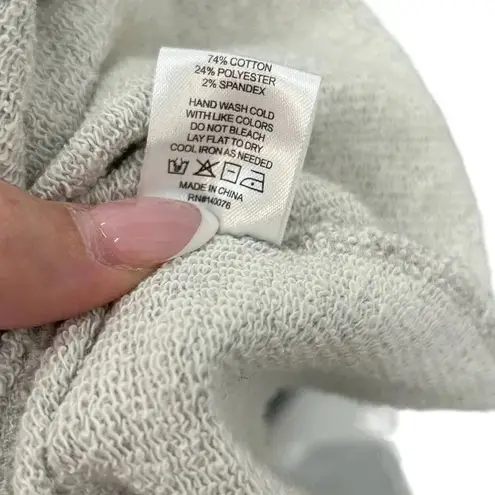 74% COTTON
24% POLYESTER
2% SPANDEX
HAND WASH COLD
WITH LIKE COLORS
DO NOT BLEACH
LAY FLAT TO DRY
COOL IRON AS NEEDED
MADE IN CHINA
RN#140076